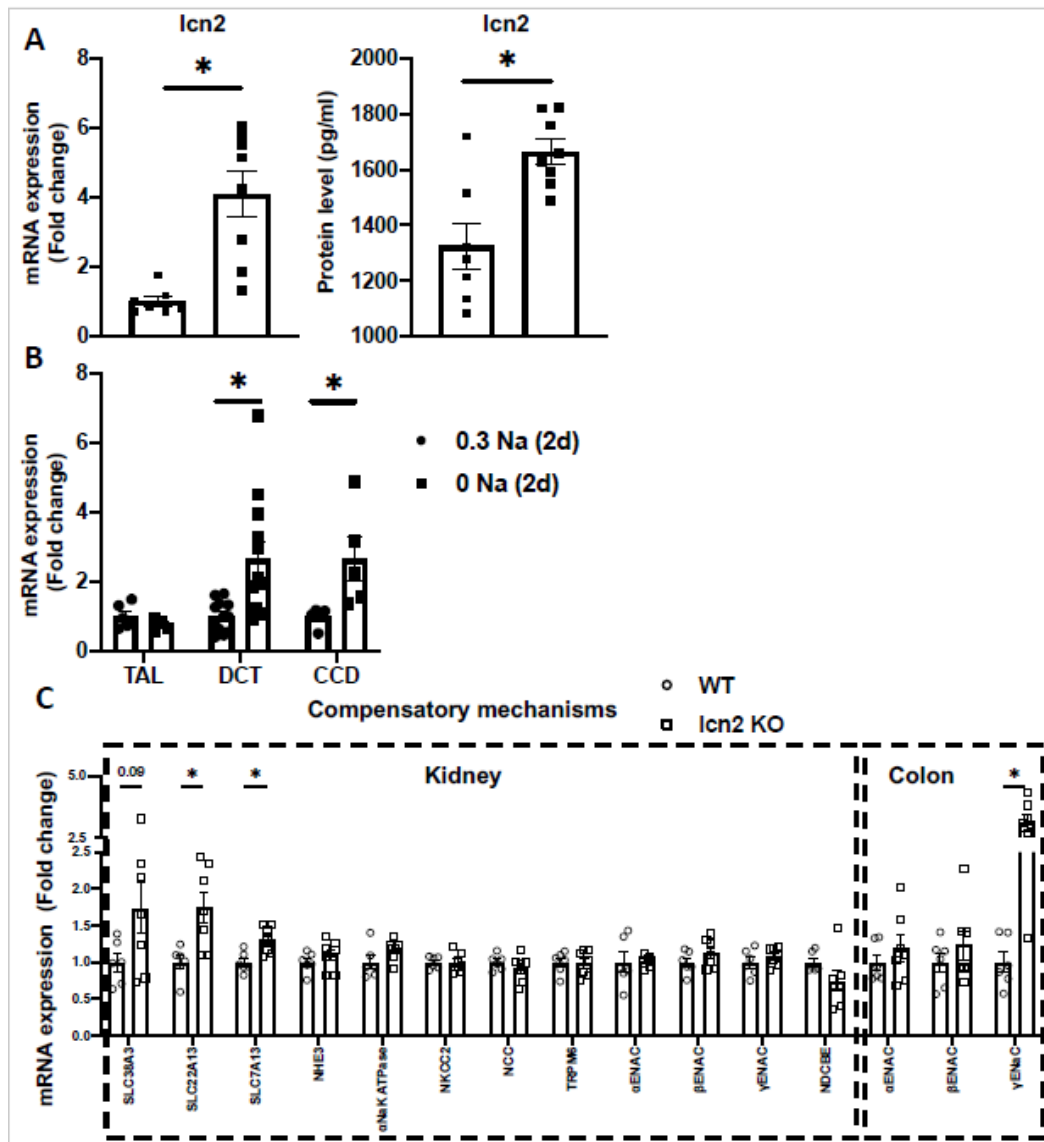 A
lcn2
lcn2
*
*
mRNA expression
(Fold change)
8
6
4
2
0
Protein level (pg/ml)
2000
1800
1600
1400
1200
1000
B
*
*
mRNA expression
(Fold change)
8
6
4
2
0
TAL DCT CCD
0.3 Na (2d)
0 Na (2d)
C
Compensatory mechanisms
WT
lcn2 KO
Kidney
Colon
0.09
*
*
*
mRNA expression (Fold change)
5.0
2.5
2.5
2.0
1.5
1.0
0.5
0.0
SLC38A3
SLC22A13
SLC7A13
NHE3
αNaK ATPase
NKCC2
NCC
TRPM6
αENAC
βENAC
γENAC
NDCBE
αENAC
βENAC
γENaC